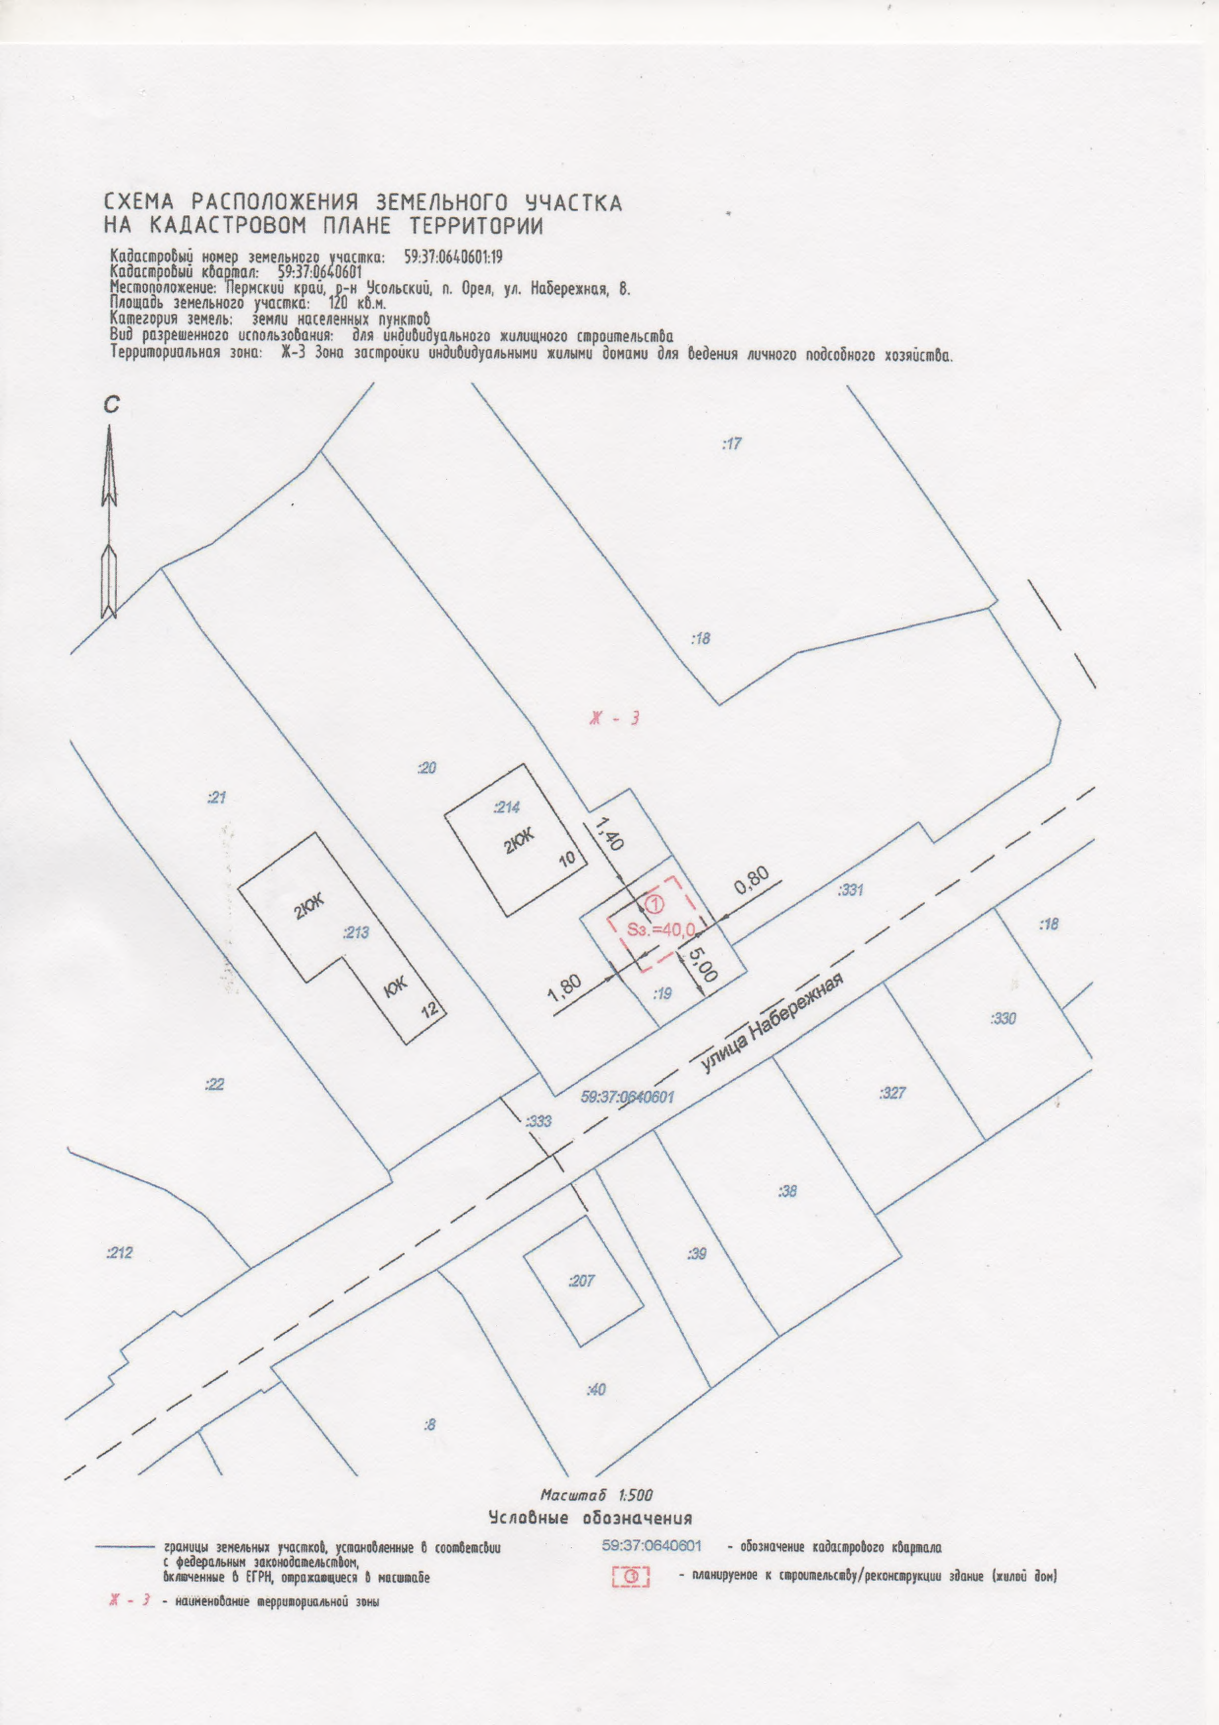 СХЕМА РАСПОЛОЖЕНИЯ ЗЕМЕЛЬНОГО УЧАСТКА
НА КАДАСТРОВОМ ПЛАНЕ ТЕРРИТОРИИ
Кадастровый номер земельного участка: 59:37:0640601:19
Кадастровый квартал: 59:37:0640601
Местоположение: Пермский край, р-н Усольский, п. Орел, ул. Набережная, 8.
Площадь земельного участка: 120 кв.м.
Категория земель: земли населенных пунктов
Вид разрешенного использования: для индивидуального жилищного строительства
Территориальная зона: Ж-3 Зона застройки индивидуальными жилыми домами для ведения личного подсобного хозяйства.
С
:17
:18
Ж - 3
:20
:21
:214
2КЖ
10
1,40
0,80
:331
1
Sз.=40,0
2КЖ
:213
КЖ
12
5,00
1,80
:19
:18
улица Набережная
:330
:22
59:37:0640601
:327
:333
:38
:212
:39
:207
:40
:8
Масштаб 1:500
Условные обозначения
границы земельных участков, установленные в соответсвии
с федеральным законодательством,
включенные в ЕГРН, отражающиеся в масштабе
Ж - 3 - наименование территориальной зоны
59:37:0640601 - обозначение кадастрового квартала
1 - планируемое к строительству/реконструкции здание (жилой дом)